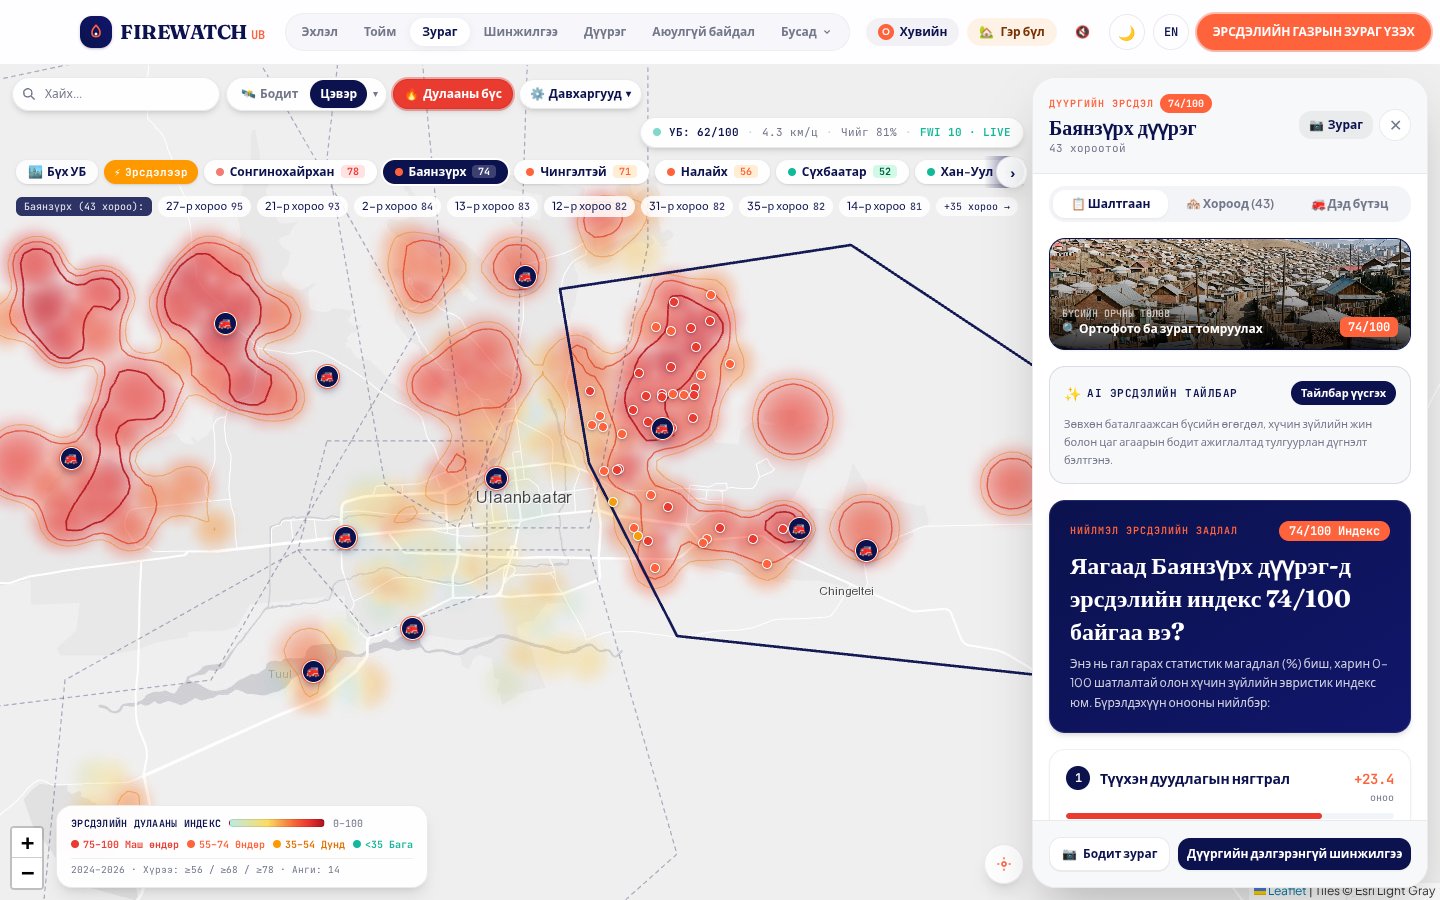 FIREWATCH UB
Эхлэл Тойм Зураг Шинжилгээ Дүүрэг Аюулгүй байдал Бусад
Хувийн Гэр бүл EN ЭРСДЭЛИЙН ГАЗРЫН ЗУРАГ ҮЗЭХ
Хайх... Бодит Цэвэр ▾ Дулааны бүс Давхаргууд ▾
УБ: 62/100 · 4.3 км/ц · Чийг 81% · FWI 10 · LIVE
Бүх УБ ⚡ Эрсдэлээр Сонгинохайрхан 78 Баянзүрх 74 Чингэлтэй 71 Налайх 56 Сүхбаатар 52 Хан-Уул ›
Баянзүрх (43 хороо): 27-р хороо 95 21-р хороо 93 2-р хороо 84 13-р хороо 83 12-р хороо 82 31-р хороо 82 35-р хороо 82 14-р хороо 81 +35 хороо →
Ulaanbaatar
Chingeltei
Tuul
ЭРСДЭЛИЙН ДУЛААНЫ ИНДЕКС 0-100
75-100 Маш өндөр 55-74 Өндөр 35-54 Дунд <35 Бага
2024-2026 · Хүрээ: ≥56 / ≥68 / ≥78 · Анги: 14
+
−
ДҮҮРГИЙН ЭРСДЭЛ 74/100
Баянзүрх дүүрэг
43 хороотой
Зураг ✕
Шалтгаан Хороод (43) Дэд бүтэц
БҮСИЙН ОРЧНЫ ТӨЛӨВ
Ортофото ба зураг томруулах 74/100
AI ЭРСДЭЛИЙН ТАЙЛБАР Тайлбар үүсгэх
Зөвхөн баталгаажсан бүсийн өгөгдөл, хүчин зүйлийн жин
болон цаг агаарын бодит ажиглалтад тулгуурлан дүгнэлт
бэлтгэнэ.
НИЙЛМЭЛ ЭРСДЭЛИЙН ЗАДЛАЛ 74/100 Индекс
Яагаад Баянзүрх дүүрэг-д
эрсдэлийн индекс 74/100
байгаа вэ?
Энэ нь гал гарах статистик магадлал (%) биш, харин 0-
100 шатлалтай олон хүчин зүйлийн эвристик индекс
юм. Бүрэлдэхүүн онооны нийлбэр:
1 Түүхэн дуудлагын нягтрал +23.4
оноо
Бодит зураг Дүүргийн дэлгэрэнгүй шинжилгээ
Leaflet | Tiles © Esri Light Gray